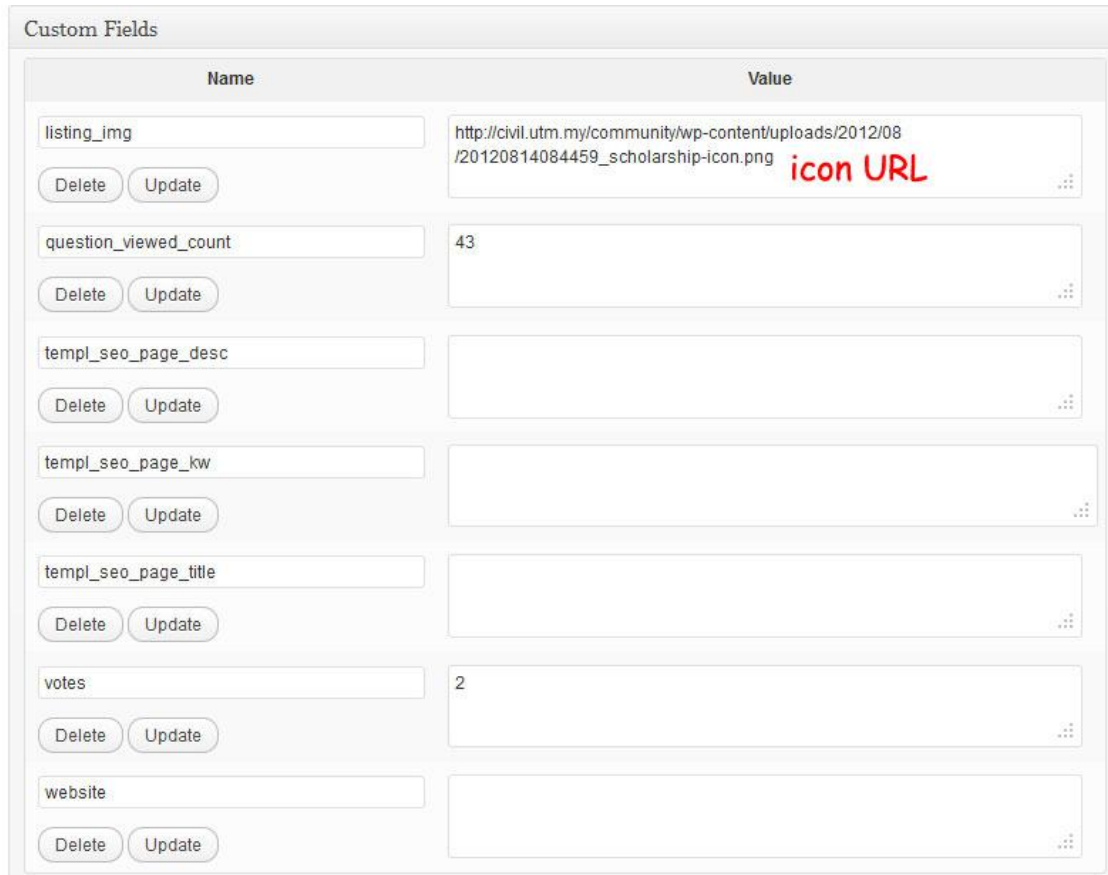 Custom Fields
Name Value
listing_img
http://civil.utm.my/community/wp-content/uploads/2012/08
/20120814084459_scholarship-icon.png
icon URL
Delete Update
question_viewed_count 43
Delete Update
templ_seo_page_desc
Delete Update
templ_seo_page_kw
Delete Update
templ_seo_page_title
Delete Update
votes 2
Delete Update
website
Delete Update